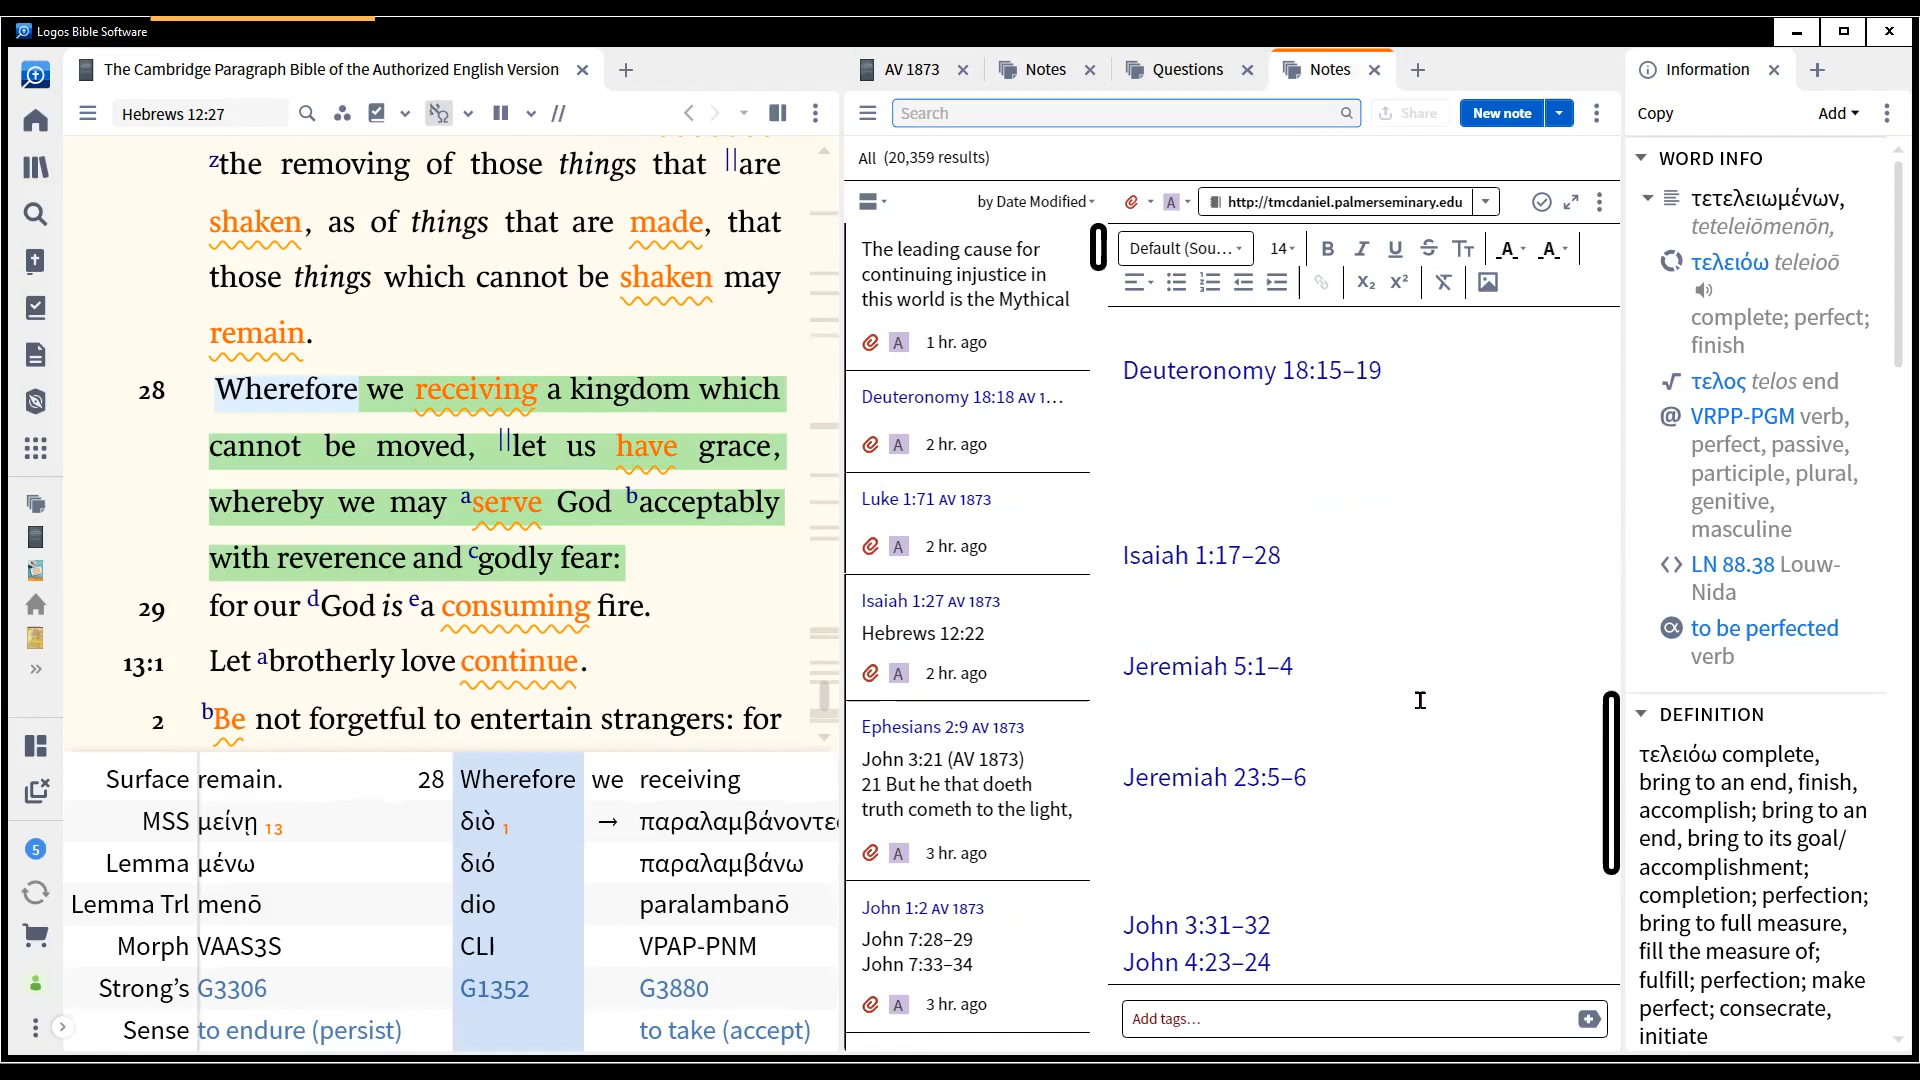 Logos Bible Software
The Cambridge Paragraph Bible of the Authorized English Version
Hebrews 12:27
zthe removing of those things that ||are
shaken, as of things that are made, that
those things which cannot be shaken may
remain.
28 Wherefore we receiving a kingdom which
cannot be moved, ||let us have grace,
whereby we may aserve God bacceptably
with reverence and cgodly fear:
29 for our dGod is ea consuming fire.
13:1 Let abrotherly love continue.
2 bBe not forgetful to entertain strangers: for
Surface remain. 28 Wherefore we receiving
MSS μείνῃ 13 διὸ 1 → παραλαμβάνοντες
Lemma μένω διό παραλαμβάνω
Lemma Trl menō dio paralambanō
Morph VAAS3S CLI VPAP-PNM
Strong's G3306 G1352 G3880
Sense to endure (persist) to take (accept)
5
AV 1873 Notes Questions Notes
Search Share New note
All (20,359 results)
by Date Modified
The leading cause for
continuing injustice in
this world is the Mythical
A 1 hr. ago
Deuteronomy 18:18 AV 1…
A 2 hr. ago
Luke 1:71 AV 1873
A 2 hr. ago
Isaiah 1:27 AV 1873
Hebrews 12:22
A 2 hr. ago
Ephesians 2:9 AV 1873
John 3:21 (AV 1873)
21 But he that doeth
truth cometh to the light,
A 3 hr. ago
John 1:2 AV 1873
John 7:28–29
John 7:33–34
A 3 hr. ago
A http://tmcdaniel.palmerseminary.edu
Default (Sou… 14 B I U S TT A A
X₂ X²
Deuteronomy 18:15–19
Isaiah 1:17–28
Jeremiah 5:1–4
Jeremiah 23:5–6
John 3:31–32
John 4:23–24
Add tags…
Information
Copy Add
WORD INFO
τετελειωμένων,
teteleiōmenōn,
τελειόω teleioō
complete; perfect;
finish
τελος telos end
@ VRPP-PGM verb,
perfect, passive,
participle, plural,
genitive,
masculine
LN 88.38 Louw-
Nida
to be perfected
verb
DEFINITION
τελειόω complete,
bring to an end, finish,
accomplish; bring to an
end, bring to its goal/
accomplishment;
completion; perfection;
bring to full measure,
fill the measure of;
fulfill; perfection; make
perfect; consecrate,
initiate